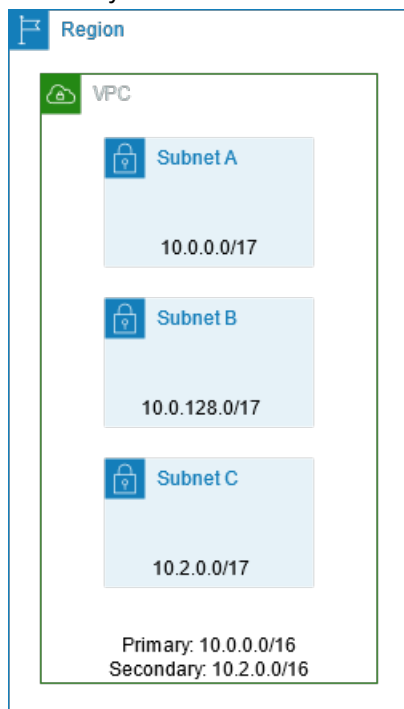 Region
VPC
Subnet A
10.0.0.0/17
Subnet B
10.0.128.0/17
Subnet C
10.2.0.0/17
Primary: 10.0.0.0/16
Secondary: 10.2.0.0/16